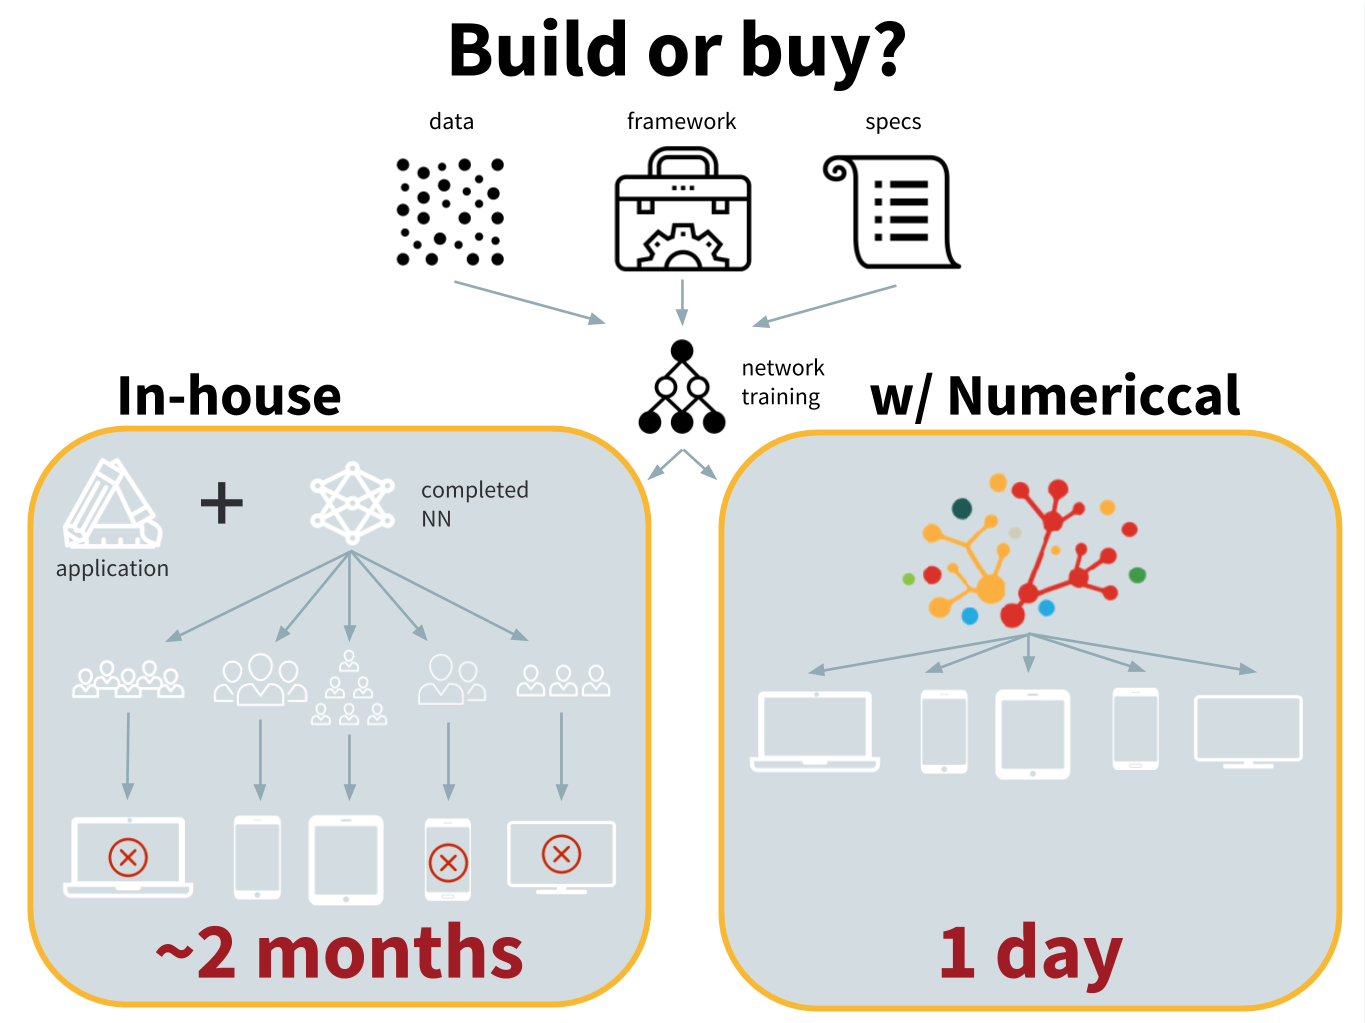 Build or buy?
data
framework
specs
network
training
In-house
w/ Numericcal
+
completed
NN
application
~2 months
1 day